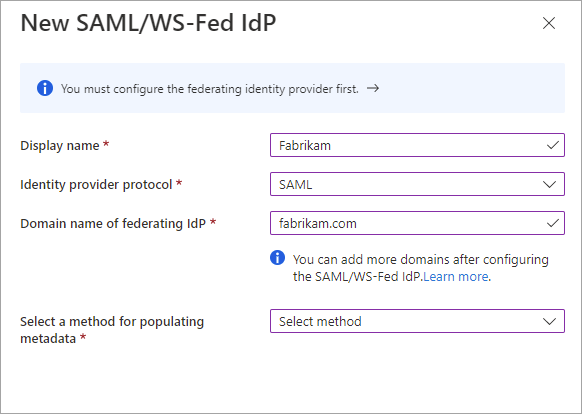 New SAML/WS-Fed IdP
You must configure the federating identity provider first. →
Display name *
Fabrikam
Identity provider protocol *
SAML
Domain name of federating IdP *
fabrikam.com
You can add more domains after configuring
the SAML/WS-Fed IdP.Learn more.
Select a method for populating
metadata *
Select method